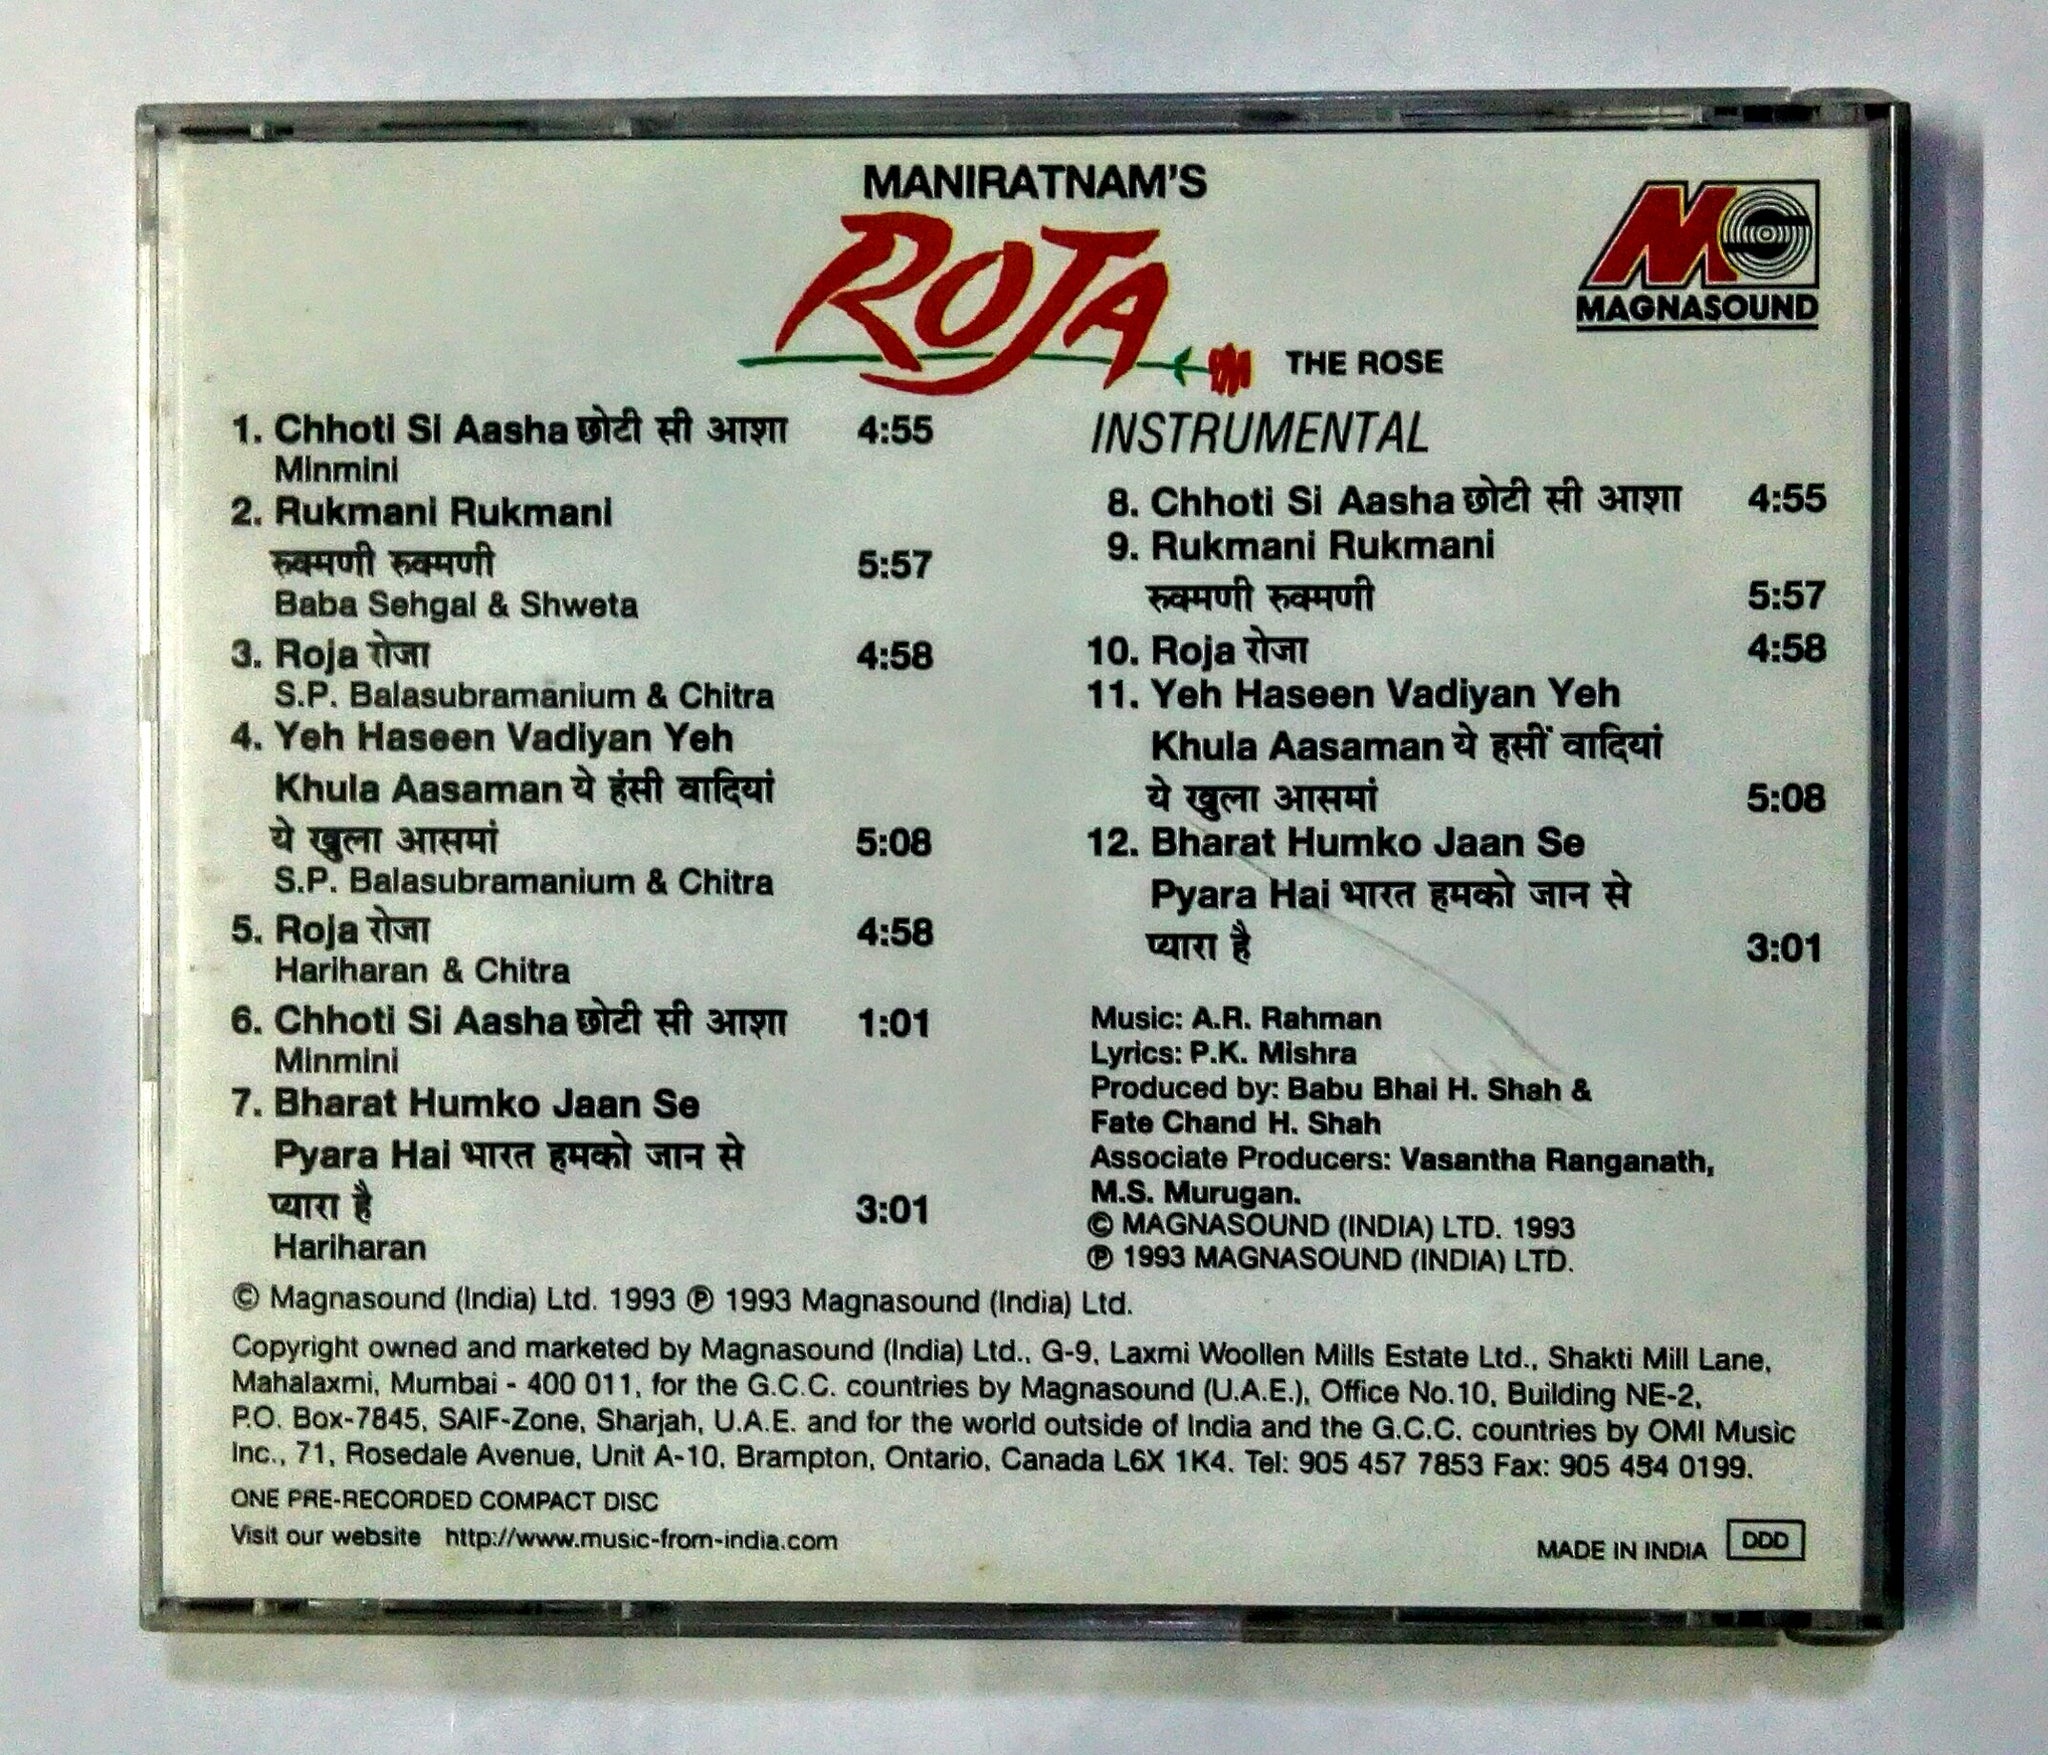 MANIRATNAM'S
ROJA
THE ROSE
MAGNASOUND
1. Chhoti Si Aasha छोटी सी आशा 4:55
Minmini
2. Rukmani Rukmani
रुक्मणी रुक्मणी 5:57
Baba Sehgal & Shweta
3. Roja रोजा 4:58
S.P. Balasubramanium & Chitra
4. Yeh Haseen Vadiyan Yeh
Khula Aasaman ये हंसी वादियां
ये खुला आसमां 5:08
S.P. Balasubramanium & Chitra
5. Roja रोजा 4:58
Hariharan & Chitra
6. Chhoti Si Aasha छोटी सी आशा 1:01
Minmini
7. Bharat Humko Jaan Se
Pyara Hai भारत हमको जान से
प्यारा है 3:01
Hariharan
INSTRUMENTAL
8. Chhoti Si Aasha छोटी सी आशा 4:55
9. Rukmani Rukmani
रुक्मणी रुक्मणी 5:57
10. Roja रोजा 4:58
11. Yeh Haseen Vadiyan Yeh
Khula Aasaman ये हसीं वादियां
ये खुला आसमां 5:08
12. Bharat Humko Jaan Se
Pyara Hai भारत हमको जान से
प्यारा है 3:01
Music: A.R. Rahman
Lyrics: P.K. Mishra
Produced by: Babu Bhai H. Shah &
Fate Chand H. Shah
Associate Producers: Vasantha Ranganath,
M.S. Murugan.
© MAGNASOUND (INDIA) LTD. 1993
℗ 1993 MAGNASOUND (INDIA) LTD.
© Magnasound (India) Ltd. 1993 ℗ 1993 Magnasound (India) Ltd.
Copyright owned and marketed by Magnasound (India) Ltd., G-9, Laxmi Woollen Mills Estate Ltd., Shakti Mill Lane,
Mahalaxmi, Mumbai - 400 011, for the G.C.C. countries by Magnasound (U.A.E.), Office No.10, Building NE-2,
P.O. Box-7845, SAIF-Zone, Sharjah, U.A.E. and for the world outside of India and the G.C.C. countries by OMI Music
Inc., 71, Rosedale Avenue, Unit A-10, Brampton, Ontario, Canada L6X 1K4. Tel: 905 457 7853 Fax: 905 454 0199.
ONE PRE-RECORDED COMPACT DISC
Visit our website http://www.music-from-india.com
MADE IN INDIA DDD